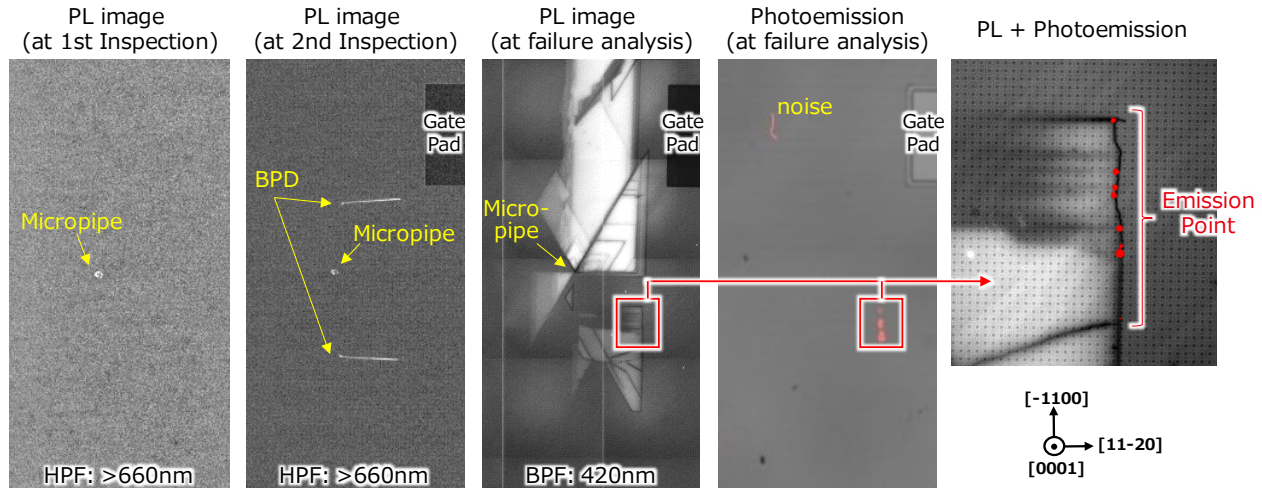 PL image
(at 1st Inspection)
PL image
(at 2nd Inspection)
PL image
(at failure analysis)
Photoemission
(at failure analysis)
PL + Photoemission
Micropipe
HPF: >660nm
Gate
Pad
BPD
Micropipe
HPF: >660nm
Gate
Pad
Micro-
pipe
BPF: 420nm
noise
Gate
Pad
Emission
Point
[-1100]
[11-20]
[0001]